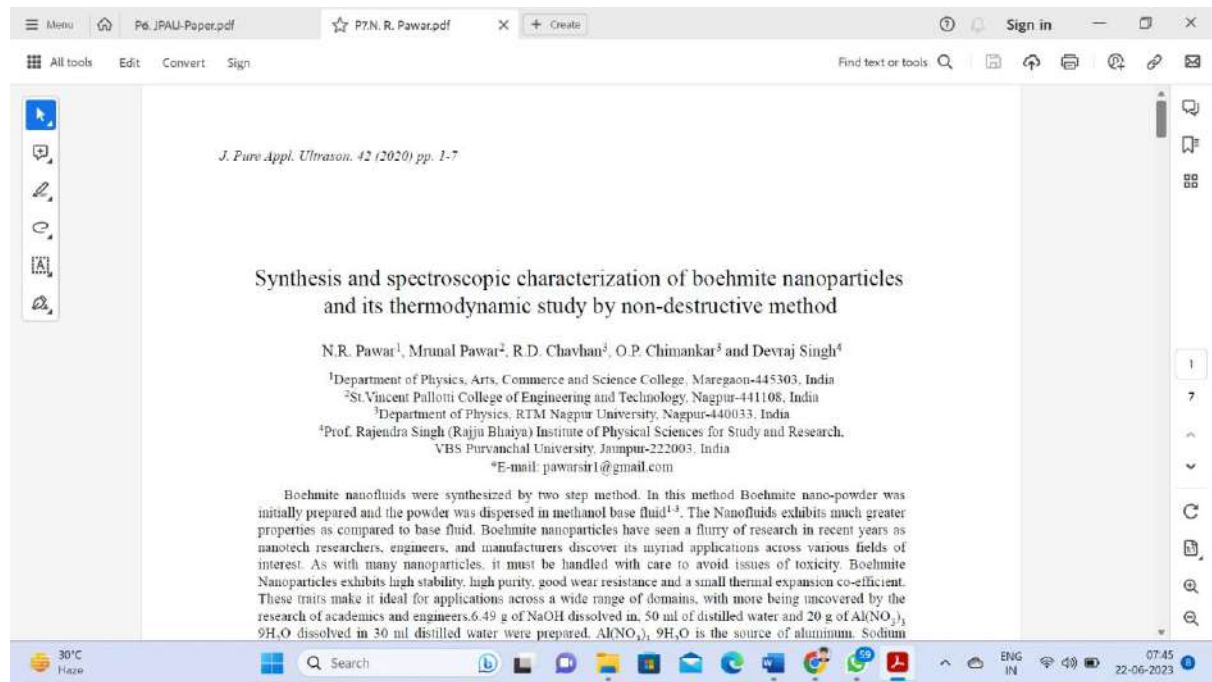 Menu
P6. JPAU-Paper.pdf
P7.N. R. Pawar.pdf
Create
Sign in
All tools
Edit
Convert
Sign
Find text or tools
J. Pure Appl. Ultrason. 42 (2020) pp. 1-7
Synthesis and spectroscopic characterization of boehmite nanoparticles
and its thermodynamic study by non-destructive method
N.R. Pawar¹, Mrunal Pawar², R.D. Chavhan³, O.P. Chimankar³ and Devraj Singh⁴
¹Department of Physics, Arts, Commerce and Science College, Maregaon-445303, India
²St.Vincent Pallotti College of Engineering and Technology, Nagpur-441108, India
³Department of Physics, RTM Nagpur University, Nagpur-440033, India
⁴Prof. Rajendra Singh (Rajju Bhaiya) Institute of Physical Sciences for Study and Research,
VBS Purvanchal University, Jaunpur-222003, India
*E-mail: pawarsir1@gmail.com
Boehmite nanofluids were synthesized by two step method. In this method Boehmite nano-powder was
initially prepared and the powder was dispersed in methanol base fluid¹⁻³. The Nanofluids exhibits much greater
properties as compared to base fluid. Boehmite nanoparticles have seen a flurry of research in recent years as
nanotech researchers, engineers, and manufacturers discover its myriad applications across various fields of
interest. As with many nanoparticles, it must be handled with care to avoid issues of toxicity. Boehmite
Nanoparticles exhibits high stability, high purity, good wear resistance and a small thermal expansion co-efficient.
These traits make it ideal for applications across a wide range of domains, with more being uncovered by the
research of academics and engineers.6.49 g of NaOH dissolved in, 50 ml of distilled water and 20 g of Al(NO₃)₃
9H₂O dissolved in 30 ml distilled water were prepared. Al(NO₃)₃ 9H₂O is the source of aluminum. Sodium
1
7
30°C
Haze
Search
59
ENG
IN
07:45
22-06-2023